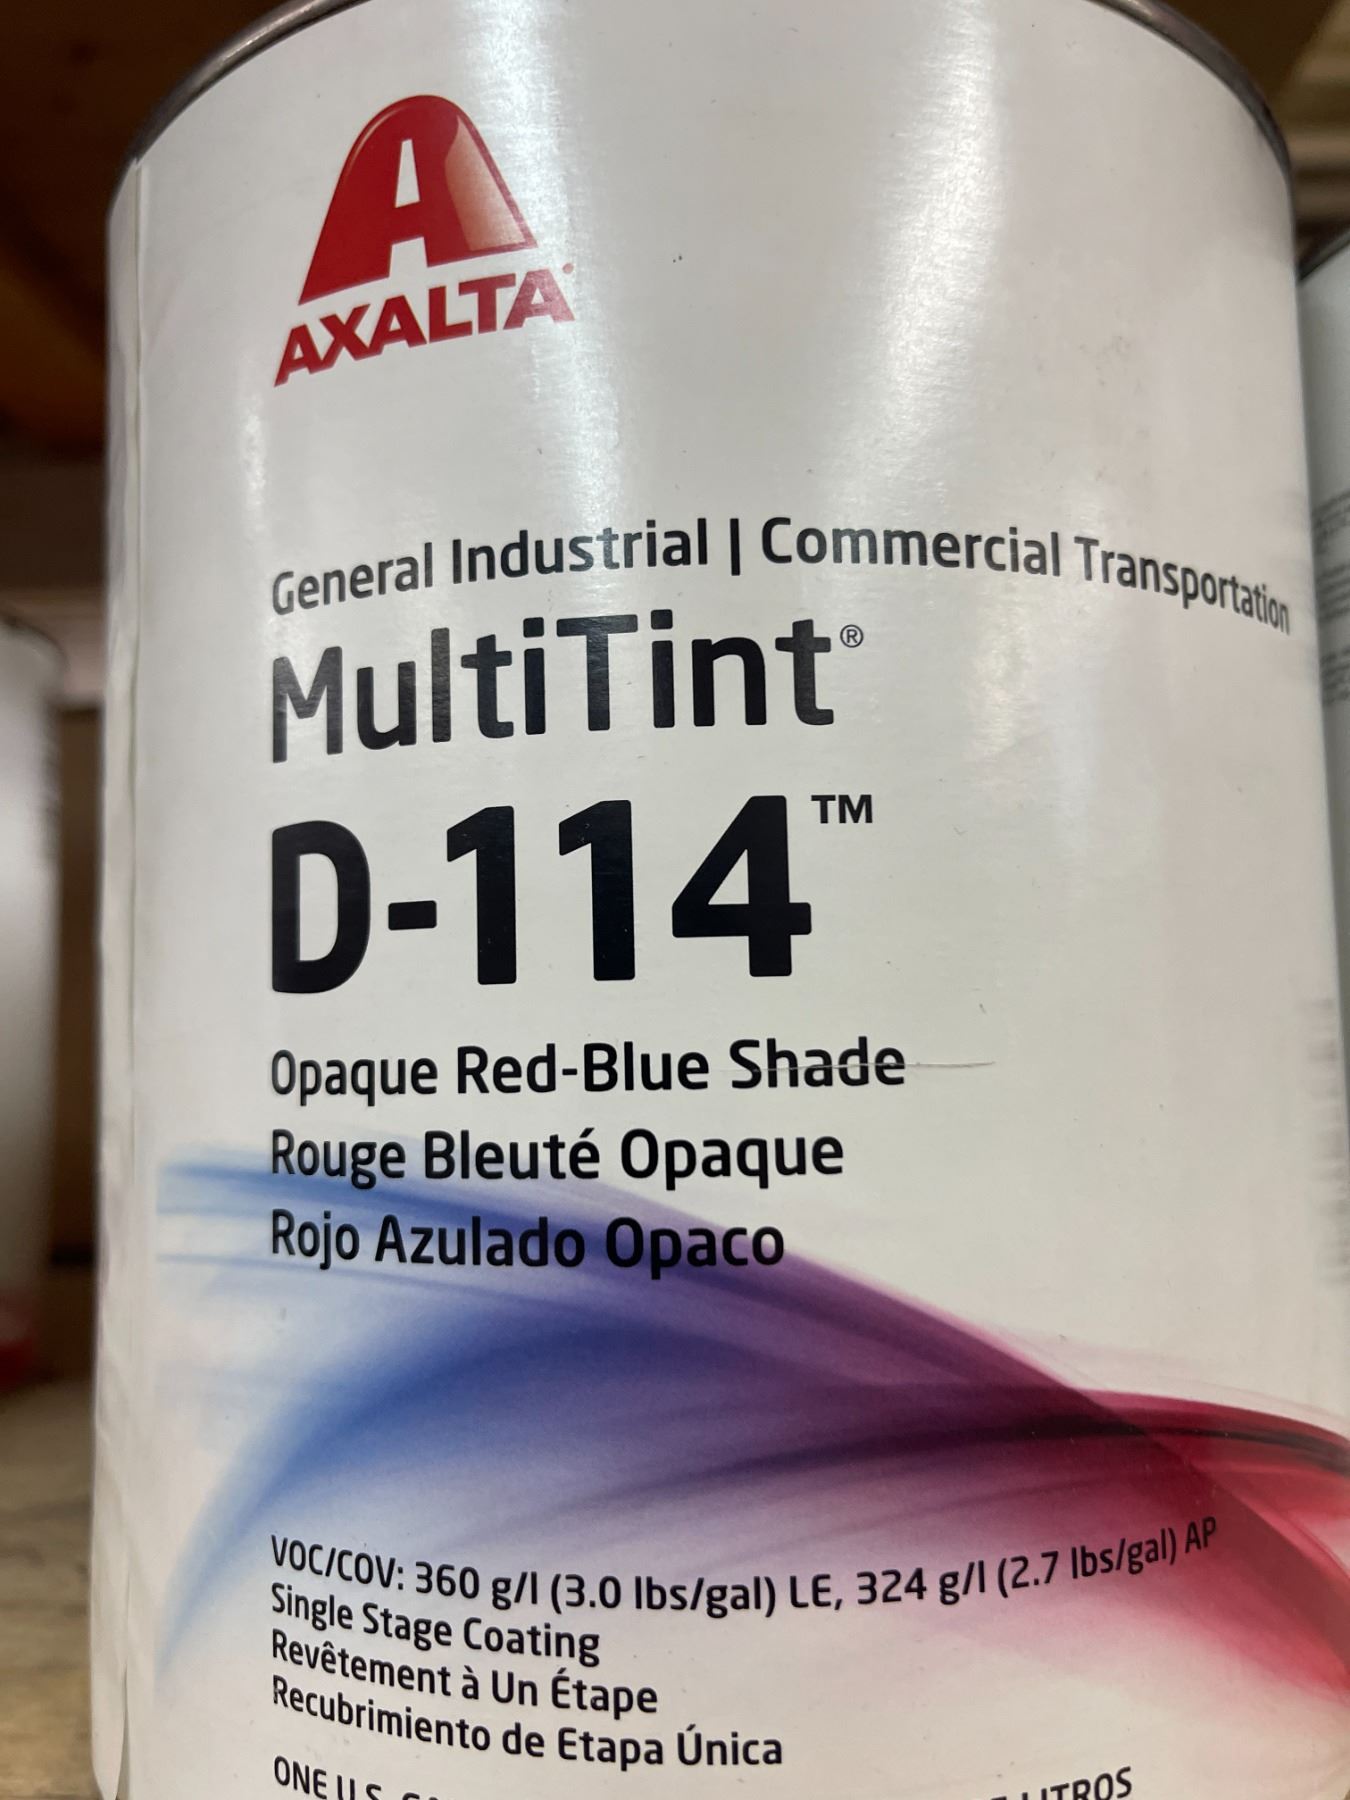 AXALTA
General Industrial | Commercial Transportation
MultiTint®
D-114™
Opaque Red-Blue Shade
Rouge Bleuté Opaque
Rojo Azulado Opaco
VOC/COV: 360 g/l (3.0 lbs/gal) LE, 324 g/l (2.7 lbs/gal) AP
Single Stage Coating
Revêtement à Un Étape
Recubrimiento de Etapa Única
ONE U.S. LITROS